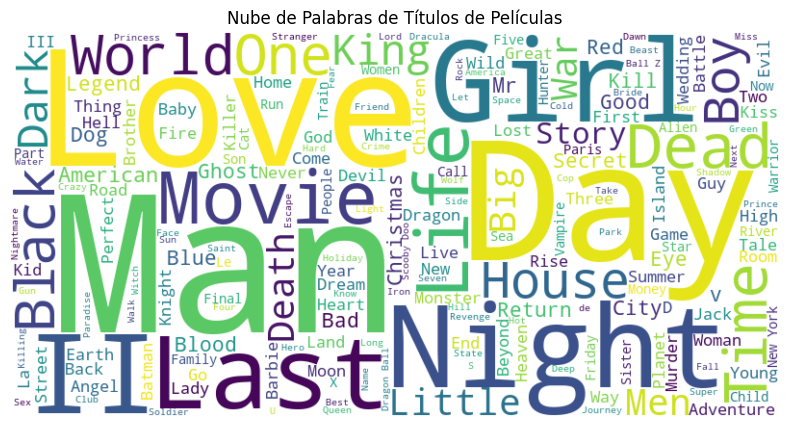 Nube de Palabras de Títulos de Películas
Princess
Stranger
Lord
Dracula
Five
Dawn
Beast
Miss
III
World
One
King
Great
Red
Ball Z
Now
Evil
Dark
Legend
Home
Women
War
Wild
Hunter
Kill
Wedding
Battle
Boy
Love
Girl
Rock
America
Let
Space
Cold
Bride
Hour
Thing
Hell
Baby
Run
Train
Fear
Mr
Good
First
Two
Kiss
Dog
Brother
Fire
Killer
Cat
Son
God
White
Friend
Hard
Crime
Children
Lost
Story
Alien
Green
Part
Water
American
Ghost
Never
Come
Devil
Life
Call
Wolf
Side
Secret
Paris
Dead
Next
Warrior
Crazy
Road
Perfect
Movie
People
Escape
Light
Christmas
Dragon
Big
Cop
Take
Three
Guy
Island
Shadow
Prince
Black
Man
Nightmare
Face
Sun
Saint
Blue
Le
Holiday
Scooby Doo
Live
New
Seven
Sea
Vampire
Park
Day
High
Game
Star
Eye
Tale
River
Room
Kid
Gun
Paradise
Walk
Witch
Knight
Final
Four
Death
Year
Dream
Know
Heart
Bad
Iron
Monster
Rise
House
Summer
Money
Time
II
Last
Blood
Land
Long
Hill
Revenge
Return
Night
City
D
V
Jack
New York
La
Killing
Earth
Back
Street
Angel
Batman
Family
Go
Lady
Barbie
Hero
Moon
X
Name
Dragon Ball
End
State
S
Beyond
Hot
Heaven
de
Friday
Sister
Murder
Planet
Woman
Fall
Super
Young
Child
Sex
Club
Soldier
U
Best
Queen
Little
Deep
Journey
Way
Men
Adventure